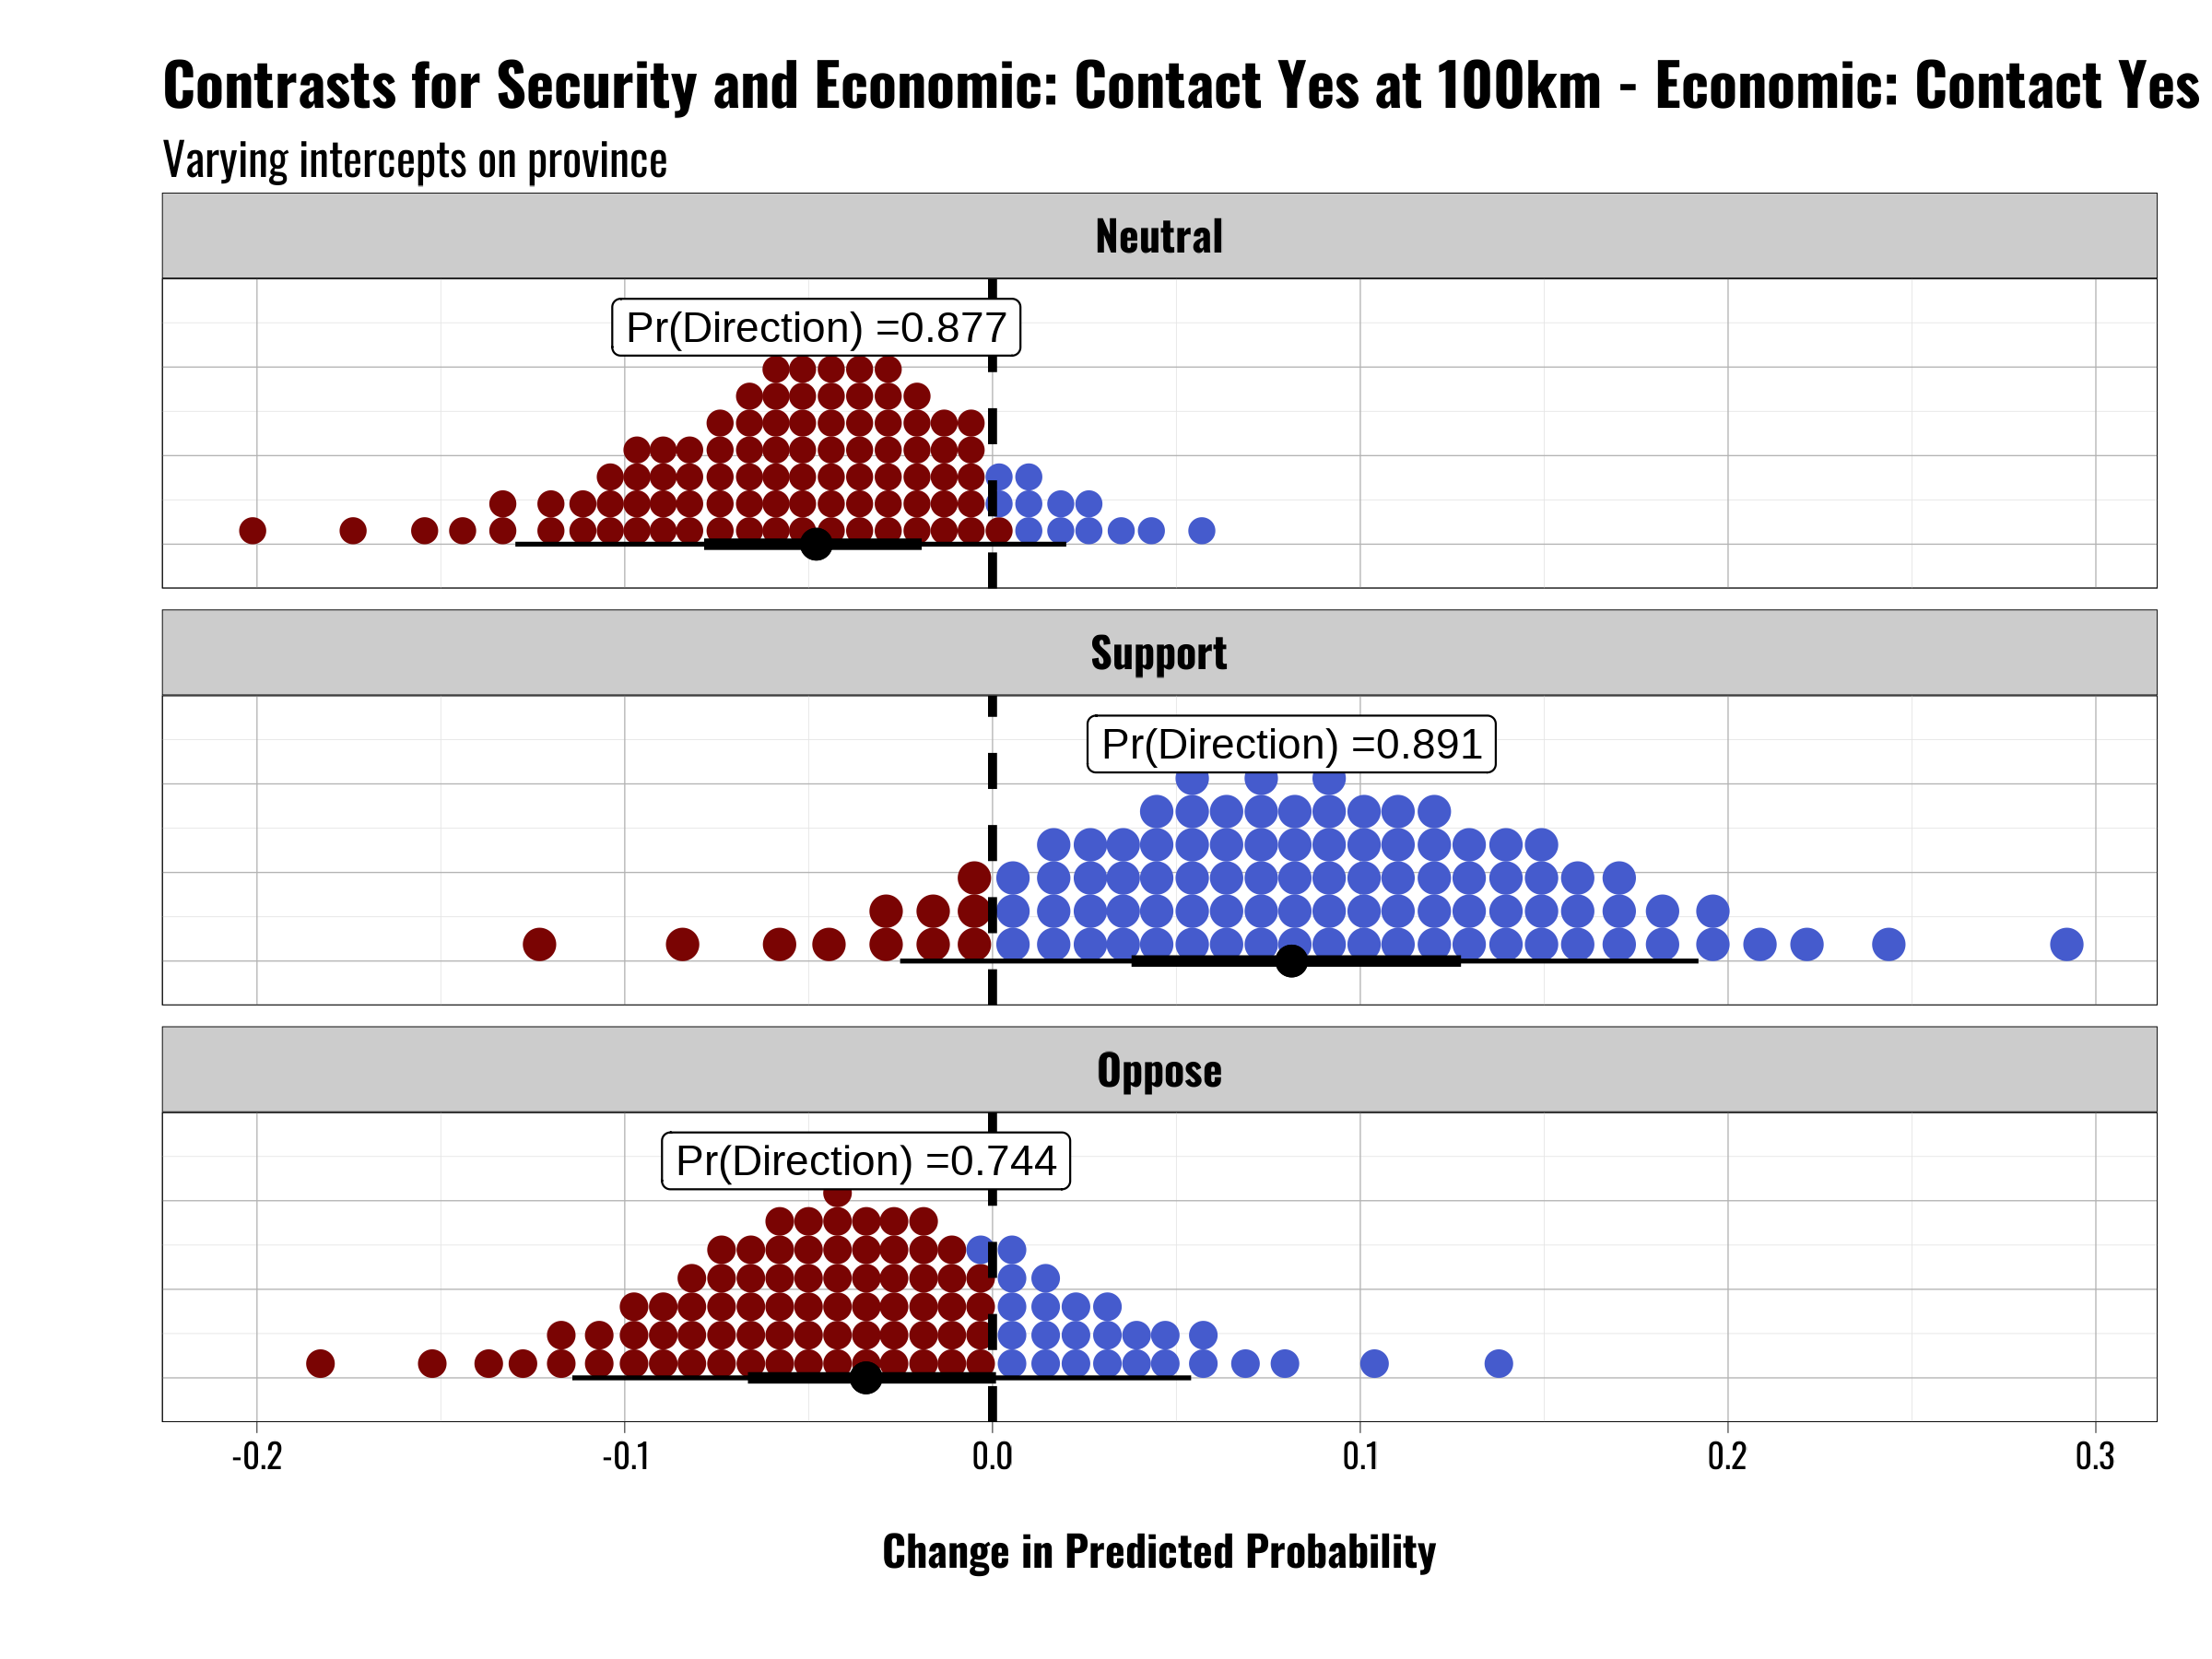 Contrasts for Security and Economic: Contact Yes at 100km - Economic: Contact Yes
Varying intercepts on province
Neutral
Pr(Direction) =0.877
Support
Pr(Direction) =0.891
Oppose
Pr(Direction) =0.744
-0.2 -0.1 0.0 0.1 0.2 0.3
Change in Predicted Probability